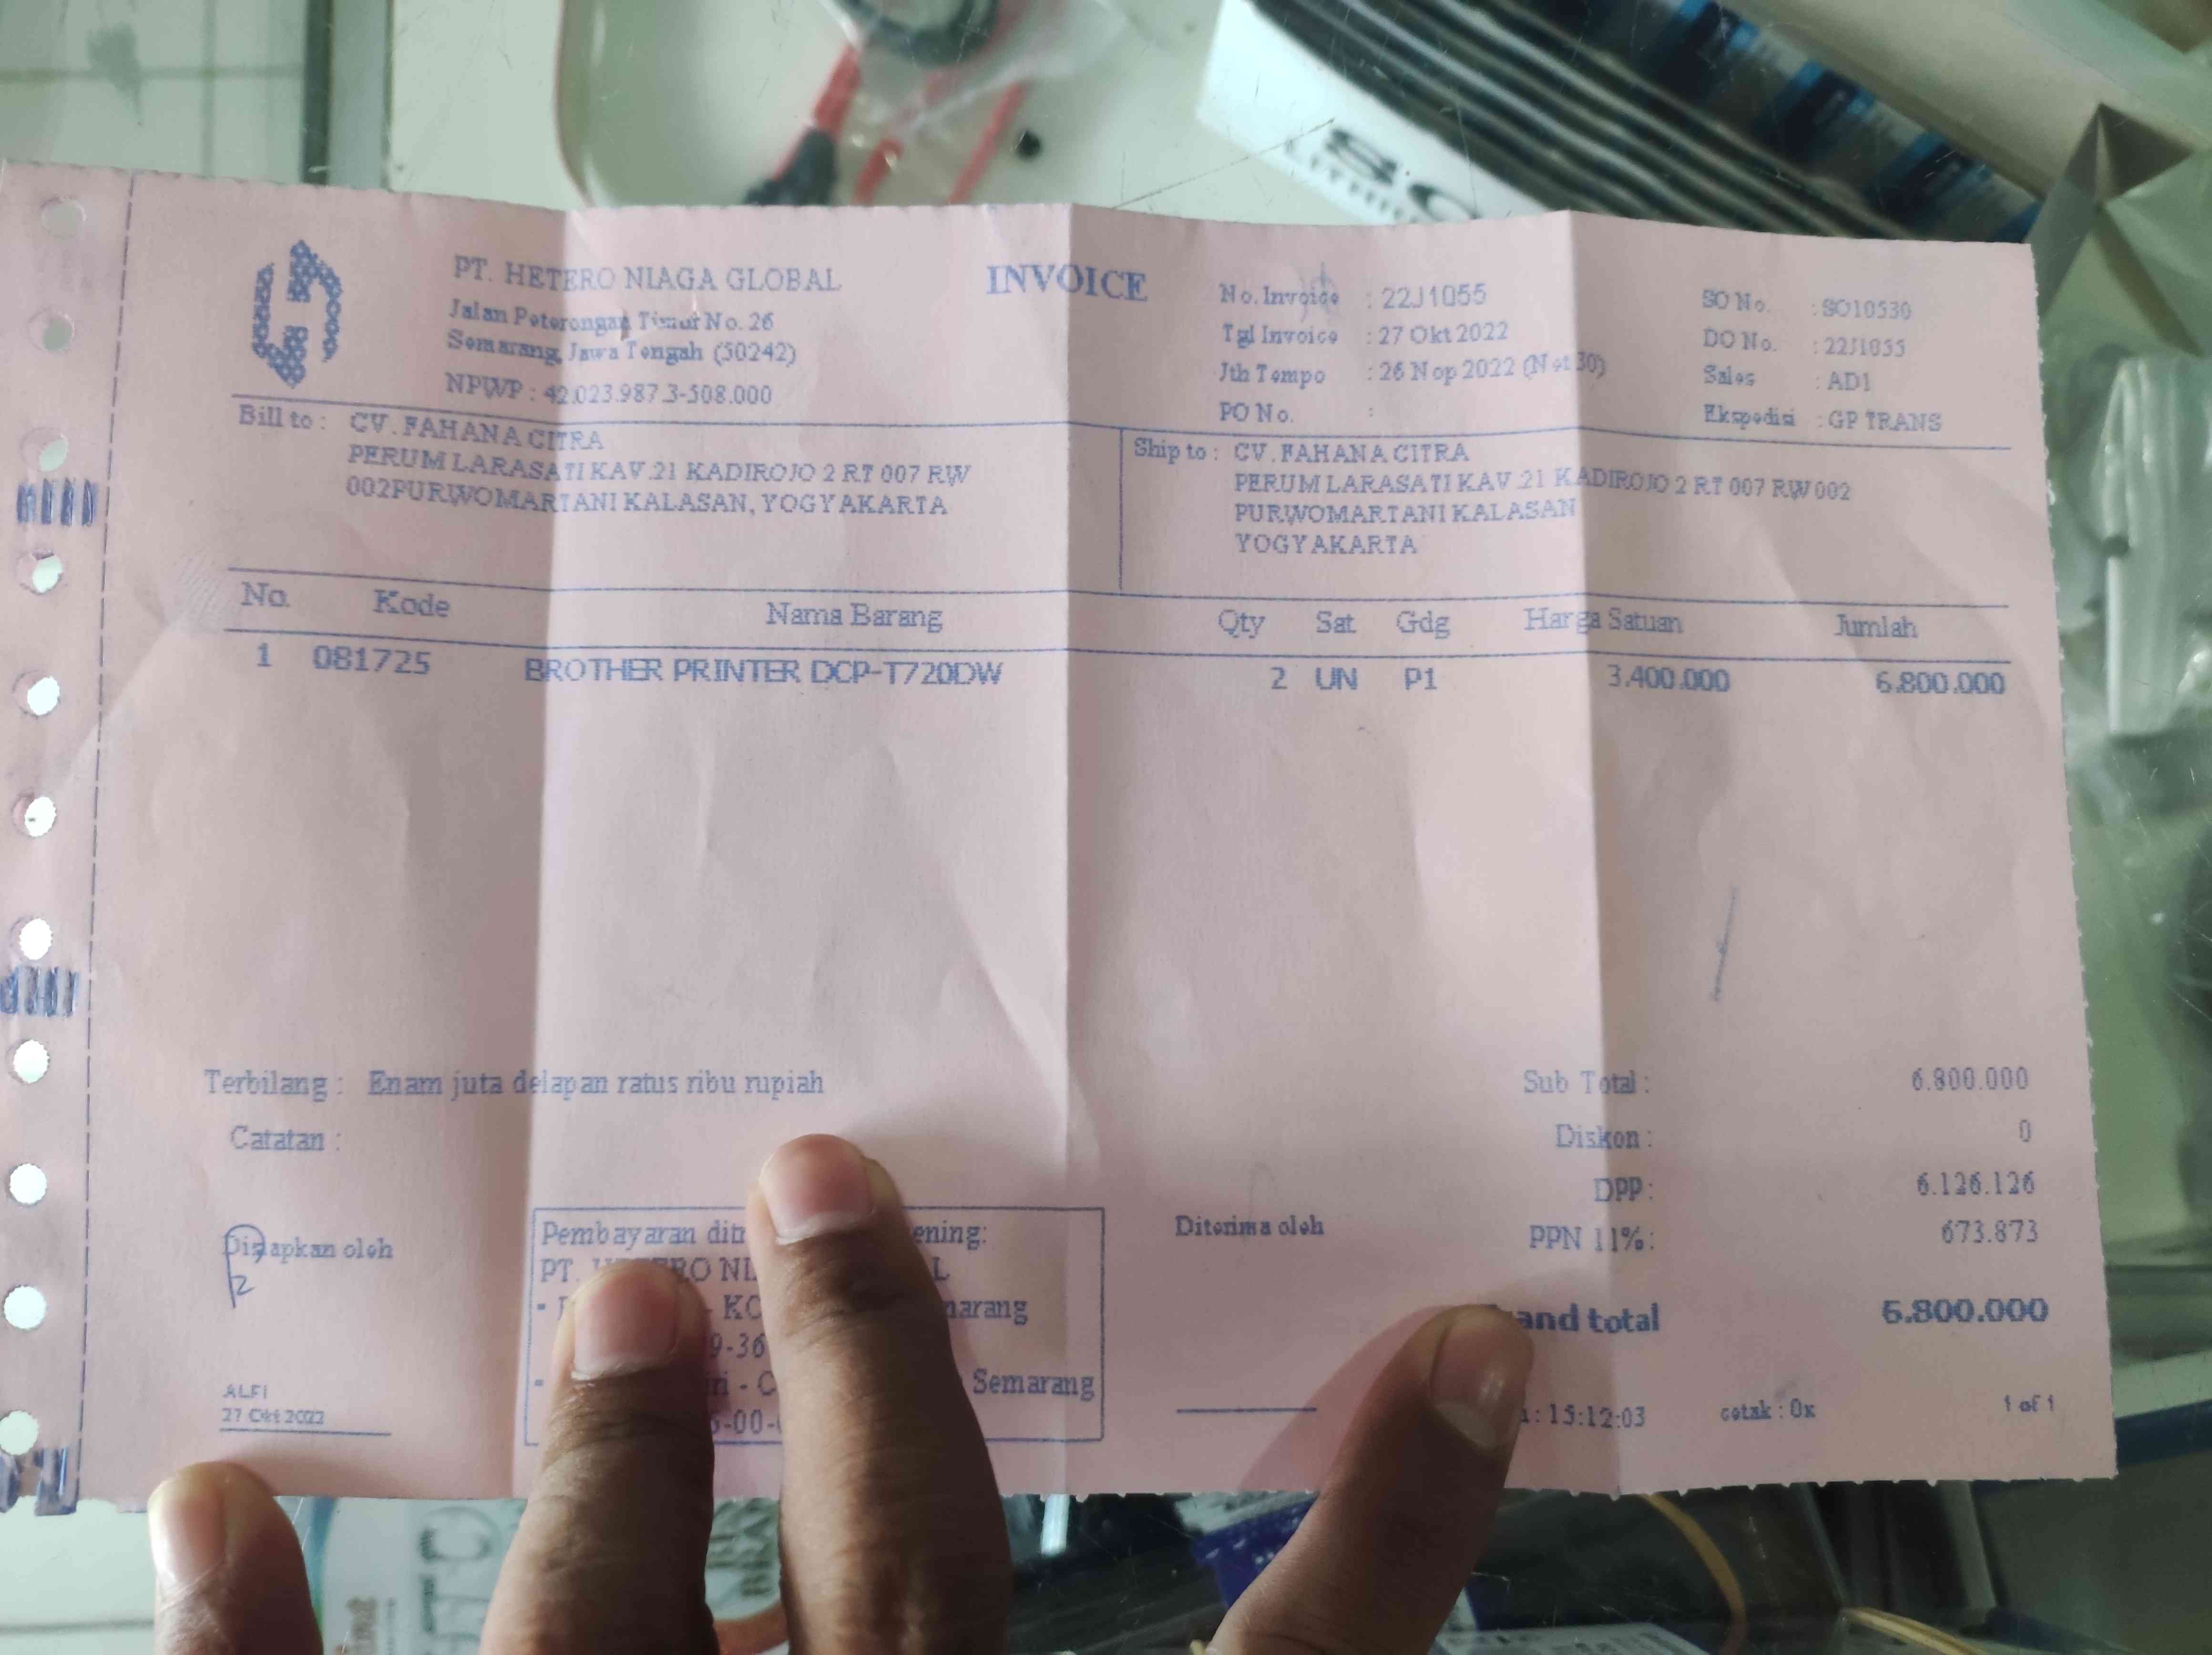 PT. HETERO NIAGA GLOBAL
Jalan Peterongan Timur No. 26
Semarang, Jawa Tengah (50242)
NPWP : 42.023.987.3-508.000
INVOICE
No. Invoice : 22J1055
Tgl Invoice : 27 Okt 2022
Jth Tempo : 26 Nop 2022 (Net 30)
PO No. :
SO No. : SO10530
DO No. : 22J1055
Sales : AD1
Ekspedisi : GP TRANS
Bill to : CV. FAHANA CITRA
PERUM LARASATI KAV.21 KADIROJO 2 RT 007 RW
002PURWOMARTANI KALASAN, YOGYAKARTA
Ship to : CV. FAHANA CITRA
PERUM LARASATI KAV.21 KADIROJO 2 RT 007 RW 002
PURWOMARTANI KALASAN
YOGYAKARTA
No. Kode Nama Barang Qty Sat Gdg Harga Satuan Jumlah
1 081725 BROTHER PRINTER DCP-T720DW 2 UN P1 3.400.000 6.800.000
Terbilang : Enam juta delapan ratus ribu rupiah
Catatan :
Sub Total : 6.800.000
Diskon : 0
DPP : 6.126.126
PPN 11% : 673.873
total 6.800.000
Disiapkan oleh
ALFI
27 Okt 2022
Pembayaran
PT.
Semarang
Diterima oleh
: 15:12:03 cetak : 0x 1 of 1